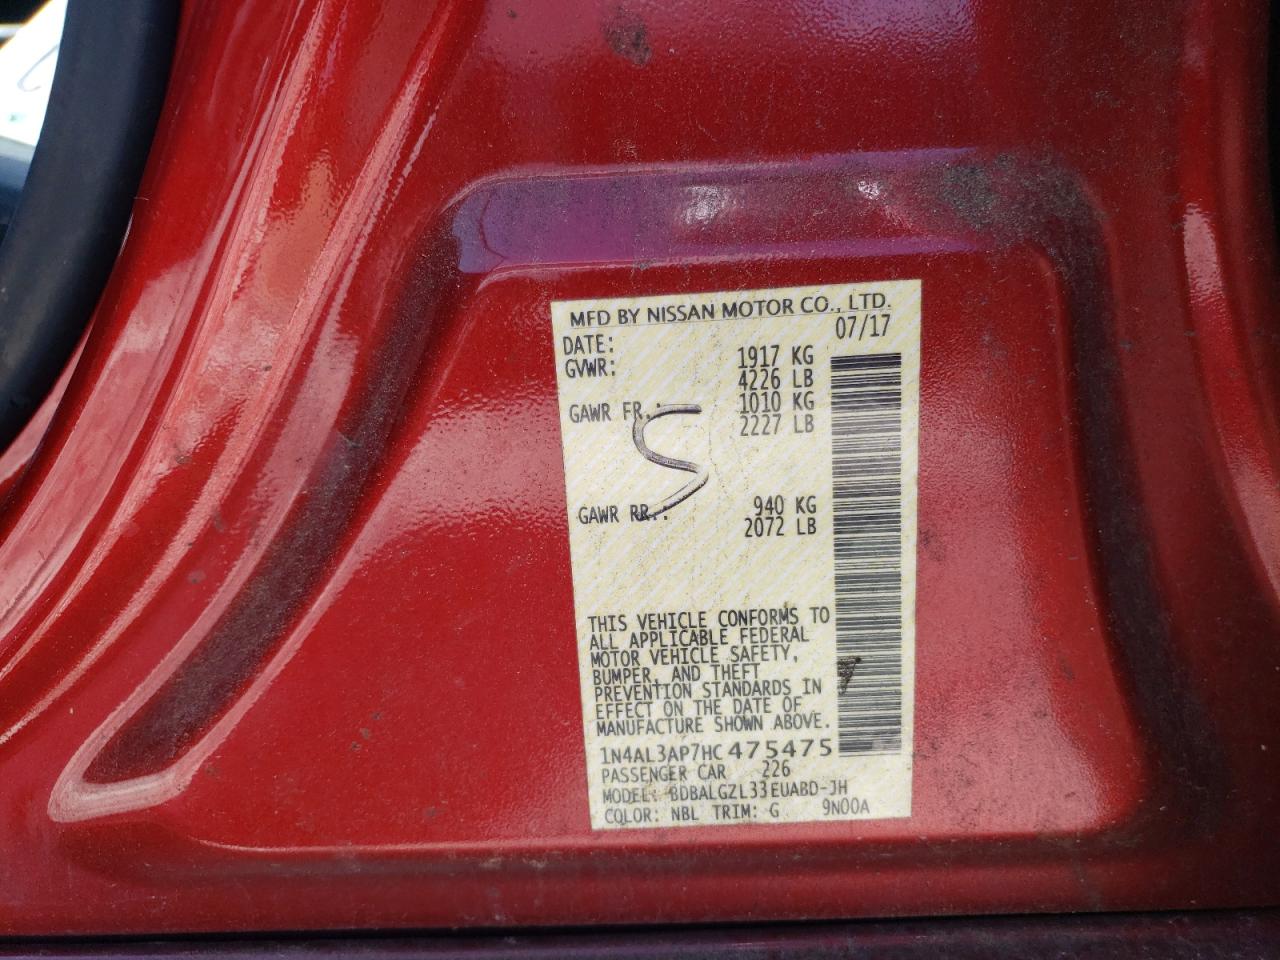 MFD BY NISSAN MOTOR CO., LTD.
DATE: 07/17
GVWR: 1917 KG
4226 LB
GAWR FR.: 1010 KG
2227 LB
S
GAWR RR.: 940 KG
2072 LB
THIS VEHICLE CONFORMS TO
ALL APPLICABLE FEDERAL
MOTOR VEHICLE SAFETY,
BUMPER, AND THEFT
PREVENTION STANDARDS IN
EFFECT ON THE DATE OF
MANUFACTURE SHOWN ABOVE.
1N4AL3AP7HC475475
PASSENGER CAR 226
MODEL: BDBALGZL33EUABD-JH
COLOR: NBL TRIM: G 9N00A